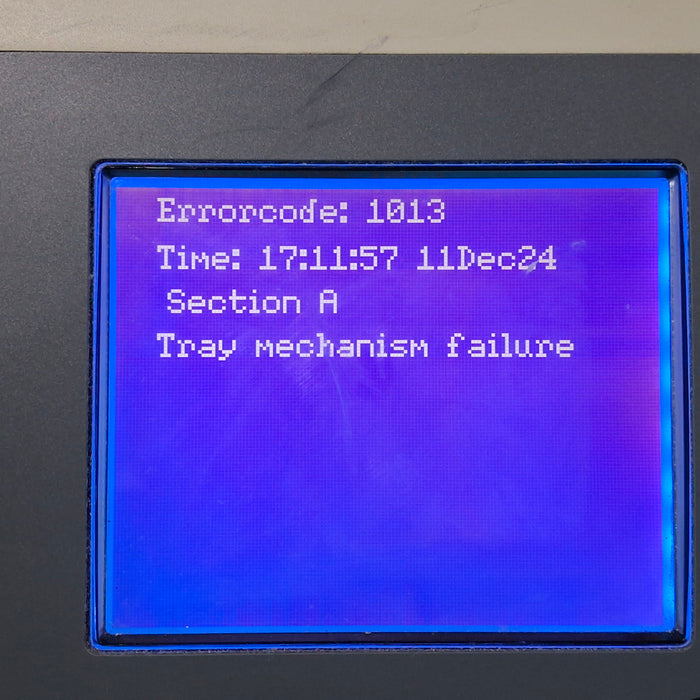 Errorcode: 1013
Time: 17:11:57 11Dec24
Section A
Tray mechanism failure